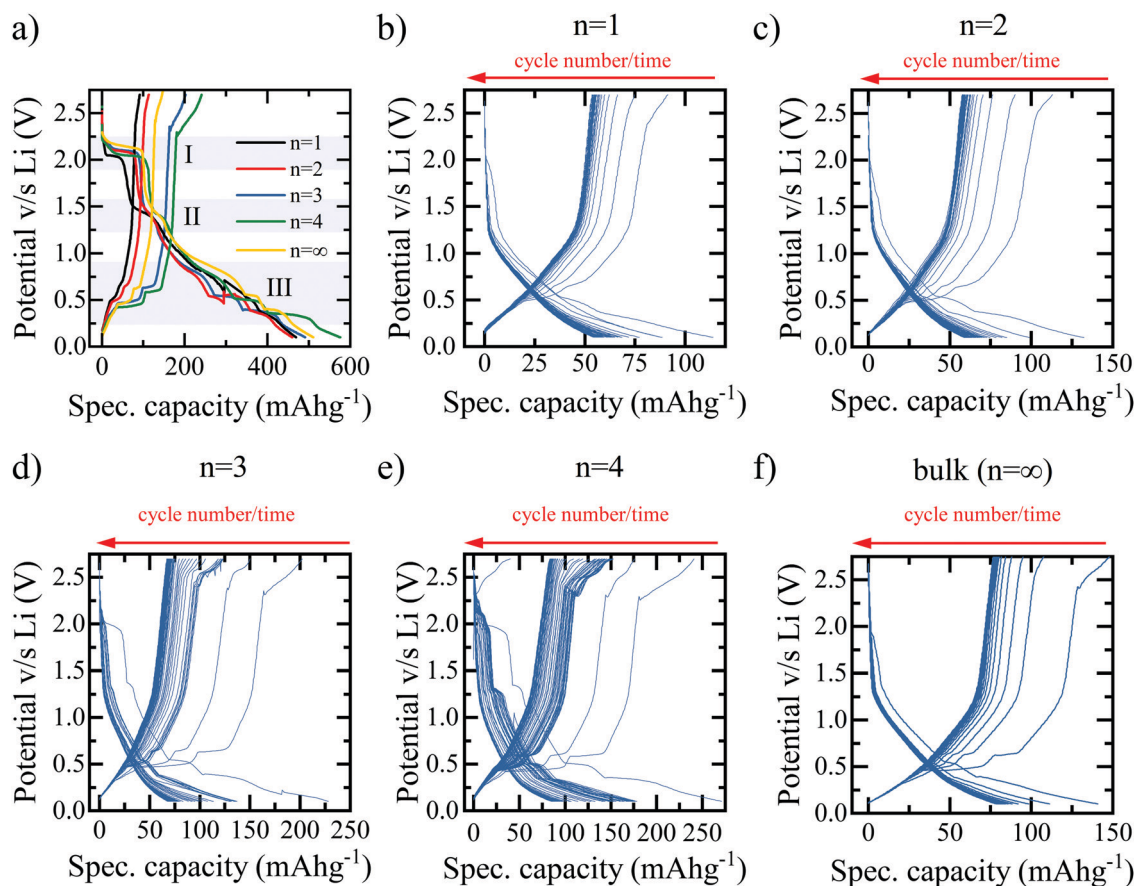 a)
2.5
2.0
1.5
1.0
0.5
0.0
0
200
400
600
Potential v/s Li (V)
Spec. capacity (mAhg⁻¹)
I
II
III
n=1
n=2
n=3
n=4
n=∞
b)
n=1
cycle number/time
2.5
2.0
1.5
1.0
0.5
0.0
0
25
50
75
100
Potential v/s Li (V)
Spec. capacity (mAhg⁻¹)
c)
n=2
cycle number/time
2.5
2.0
1.5
1.0
0.5
0.0
0
50
100
150
Potential v/s Li (V)
Spec. capacity (mAhg⁻¹)
d)
n=3
cycle number/time
2.5
2.0
1.5
1.0
0.5
0.0
0
50
100
150
200
250
Potential v/s Li (V)
Spec. capacity (mAhg⁻¹)
e)
n=4
cycle number/time
2.5
2.0
1.5
1.0
0.5
0.0
0
50
100
150
200
250
Potential v/s Li (V)
Spec. capacity (mAhg⁻¹)
f)
bulk (n=∞)
cycle number/time
2.5
2.0
1.5
1.0
0.5
0.0
0
50
100
150
Potential v/s Li (V)
Spec. capacity (mAhg⁻¹)